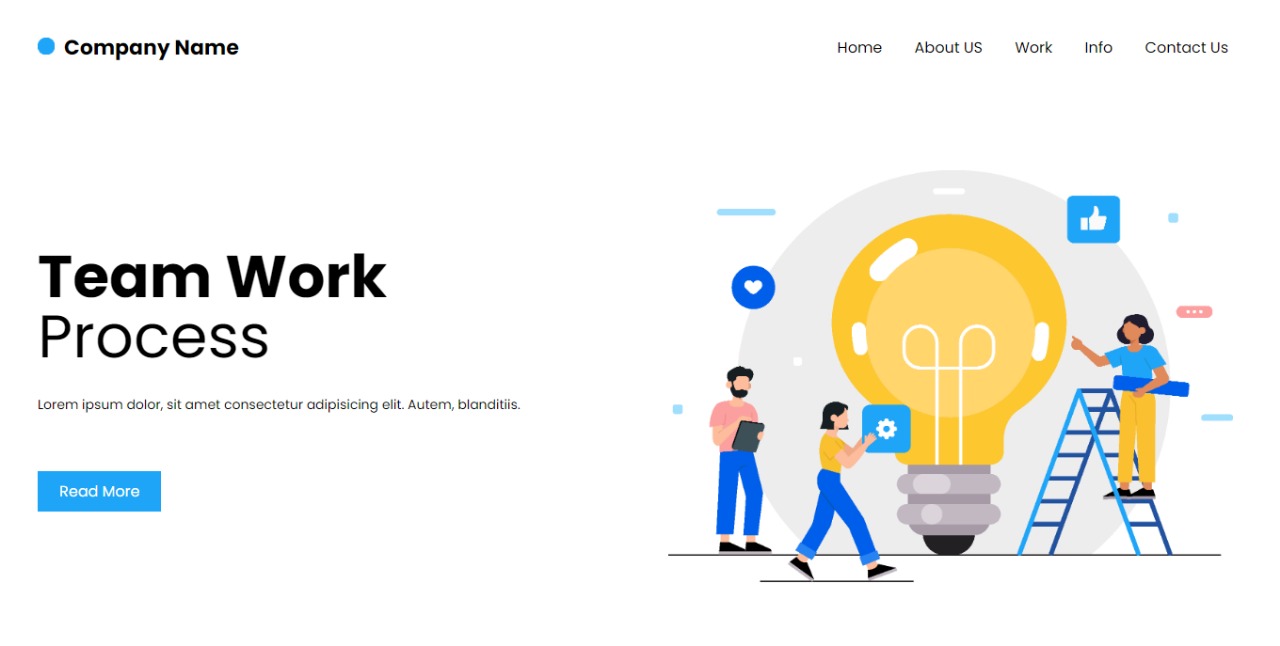 Company Name
Home About US Work Info Contact Us
Team Work
Process
Lorem ipsum dolor, sit amet consectetur adipisicing elit. Autem, blanditiis.
Read More